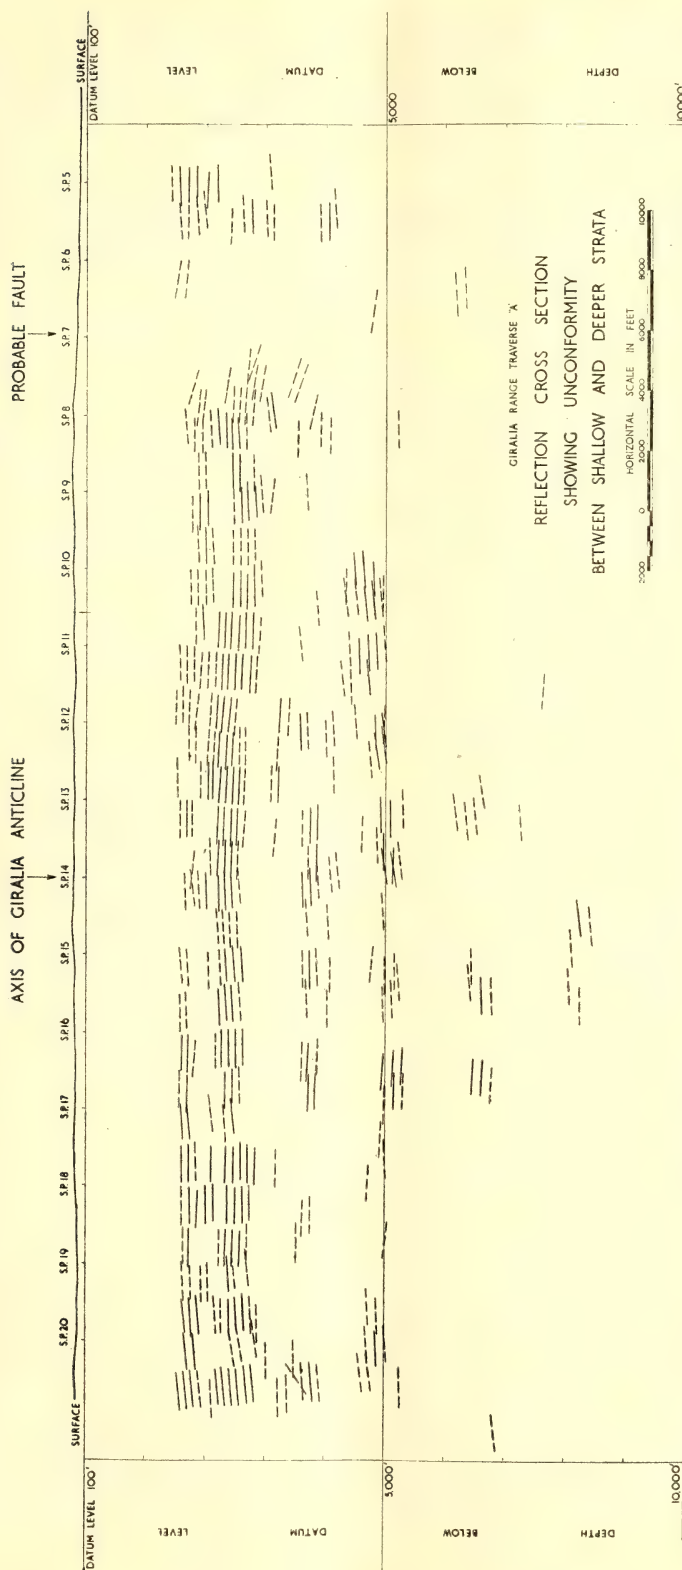 AXIS OF GIRALIA ANTICLINE
PROBABLE FAULT
SURFACE
S.P.20
S.P.19
S.P.18
S.P.17
S.P.16
S.P.15
S.P.14
S.P.13
S.P.12
S.P.11
S.P.10
S.P.9
S.P.8
S.P.7
S.P.6
S.P.5
SURFACE
DATUM LEVEL 100'
DATUM LEVEL 100'
LEVEL
LEVEL
DATUM
DATUM
5,000'
5,000
BELOW
BELOW
DEPTH
DEPTH
10,000'
10,000'
GIRALIA RANGE TRAVERSE "A"
REFLECTION CROSS SECTION
SHOWING UNCONFORMITY
BETWEEN SHALLOW AND DEEPER STRATA
HORIZONTAL SCALE IN FEET
2000 0 2000 4000 6000 8000 10000